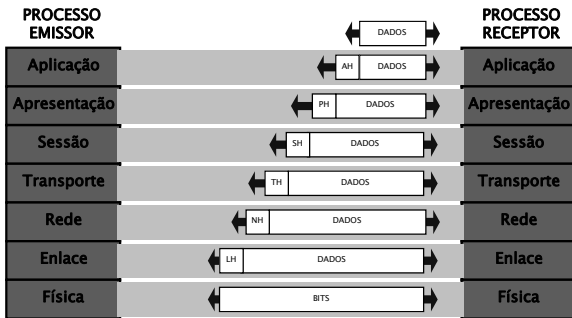 PROCESSO
EMISSOR
DADOS
PROCESSO
RECEPTOR
Aplicação
AH
DADOS
Aplicação
Apresentação
PH
DADOS
Apresentação
Sessão
SH
DADOS
Sessão
Transporte
TH
DADOS
Transporte
Rede
NH
DADOS
Rede
Enlace
LH
DADOS
Enlace
Física
BITS
Física